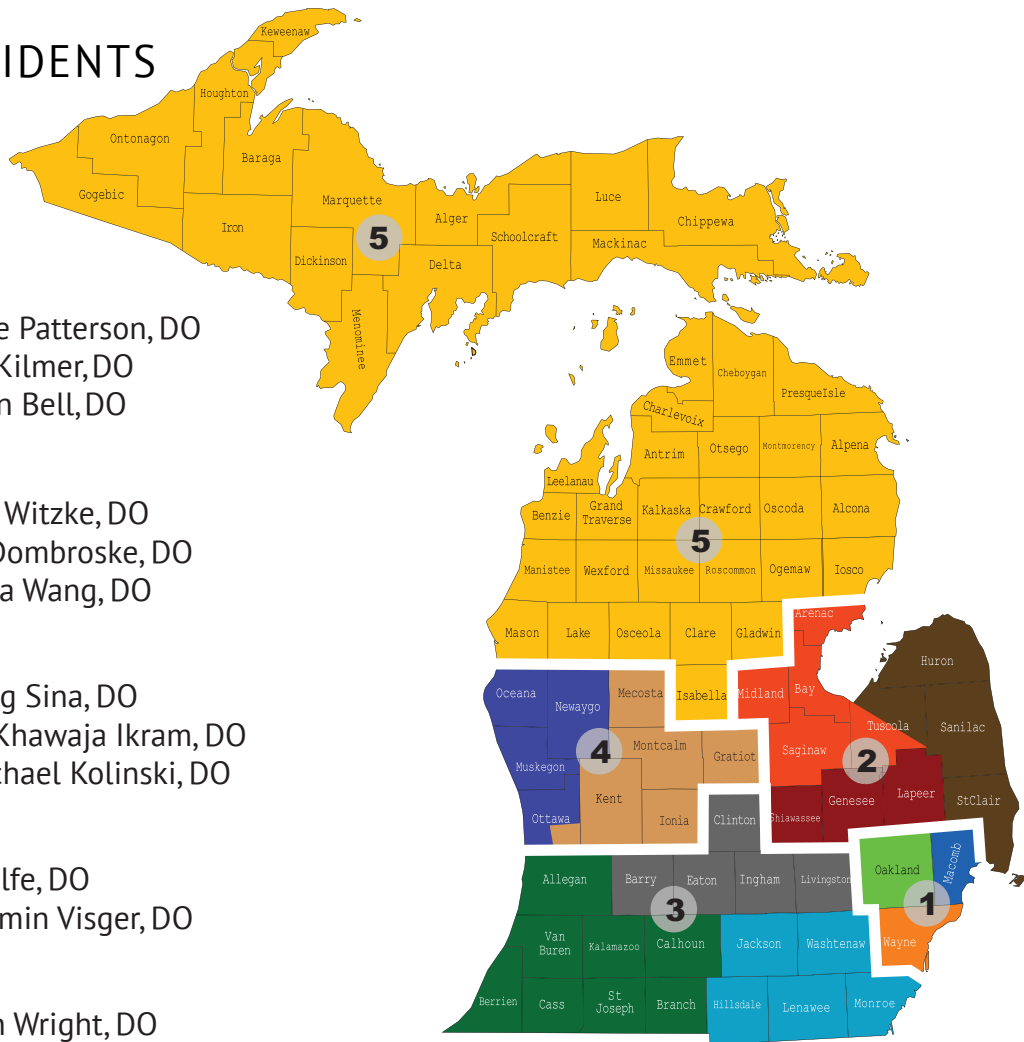 IDENTS
e Patterson, DO
Kilmer, DO
n Bell, DO
Witzke, DO
Dombroske, DO
a Wang, DO
g Sina, DO
Khawaja Ikram, DO
chael Kolinski, DO
lfe, DO
min Visger, DO
n Wright, DO
Keweenaw
Houghton
Ontonagon
Baraga
Gogebic
Marquette
Luce
Iron
Alger
Chippewa
5
Schoolcraft
Mackinac
Dickinson
Delta
Menominee
Emmet
Cheboygan
PresqueIsle
Charlevoix
Antrim
Otsego
Montmorency
Alpena
Leelanau
Benzie
Grand
Traverse
Kalkaska
Crawford
Oscoda
Alcona
5
Manistee
Wexford
Missaukee
Roscommon
Ogemaw
Iosco
Arenac
Mason
Lake
Osceola
Clare
Gladwin
Huron
Oceana
Newaygo
Mecosta
Isabella
Midland
Bay
Tuscola
Sanilac
4
Montcalm
Gratiot
Saginaw
2
Muskegon
Kent
Genesee
Lapeer
StClair
Ottawa
Ionia
Clinton
Shiawassee
Allegan
Barry
Eaton
Ingham
Livingston
Oakland
Macomb
3
1
Van
Buren
Kalamazoo
Calhoun
Jackson
Washtenaw
Wayne
Berrien
Cass
St
Joseph
Branch
Hillsdale
Lenawee
Monroe